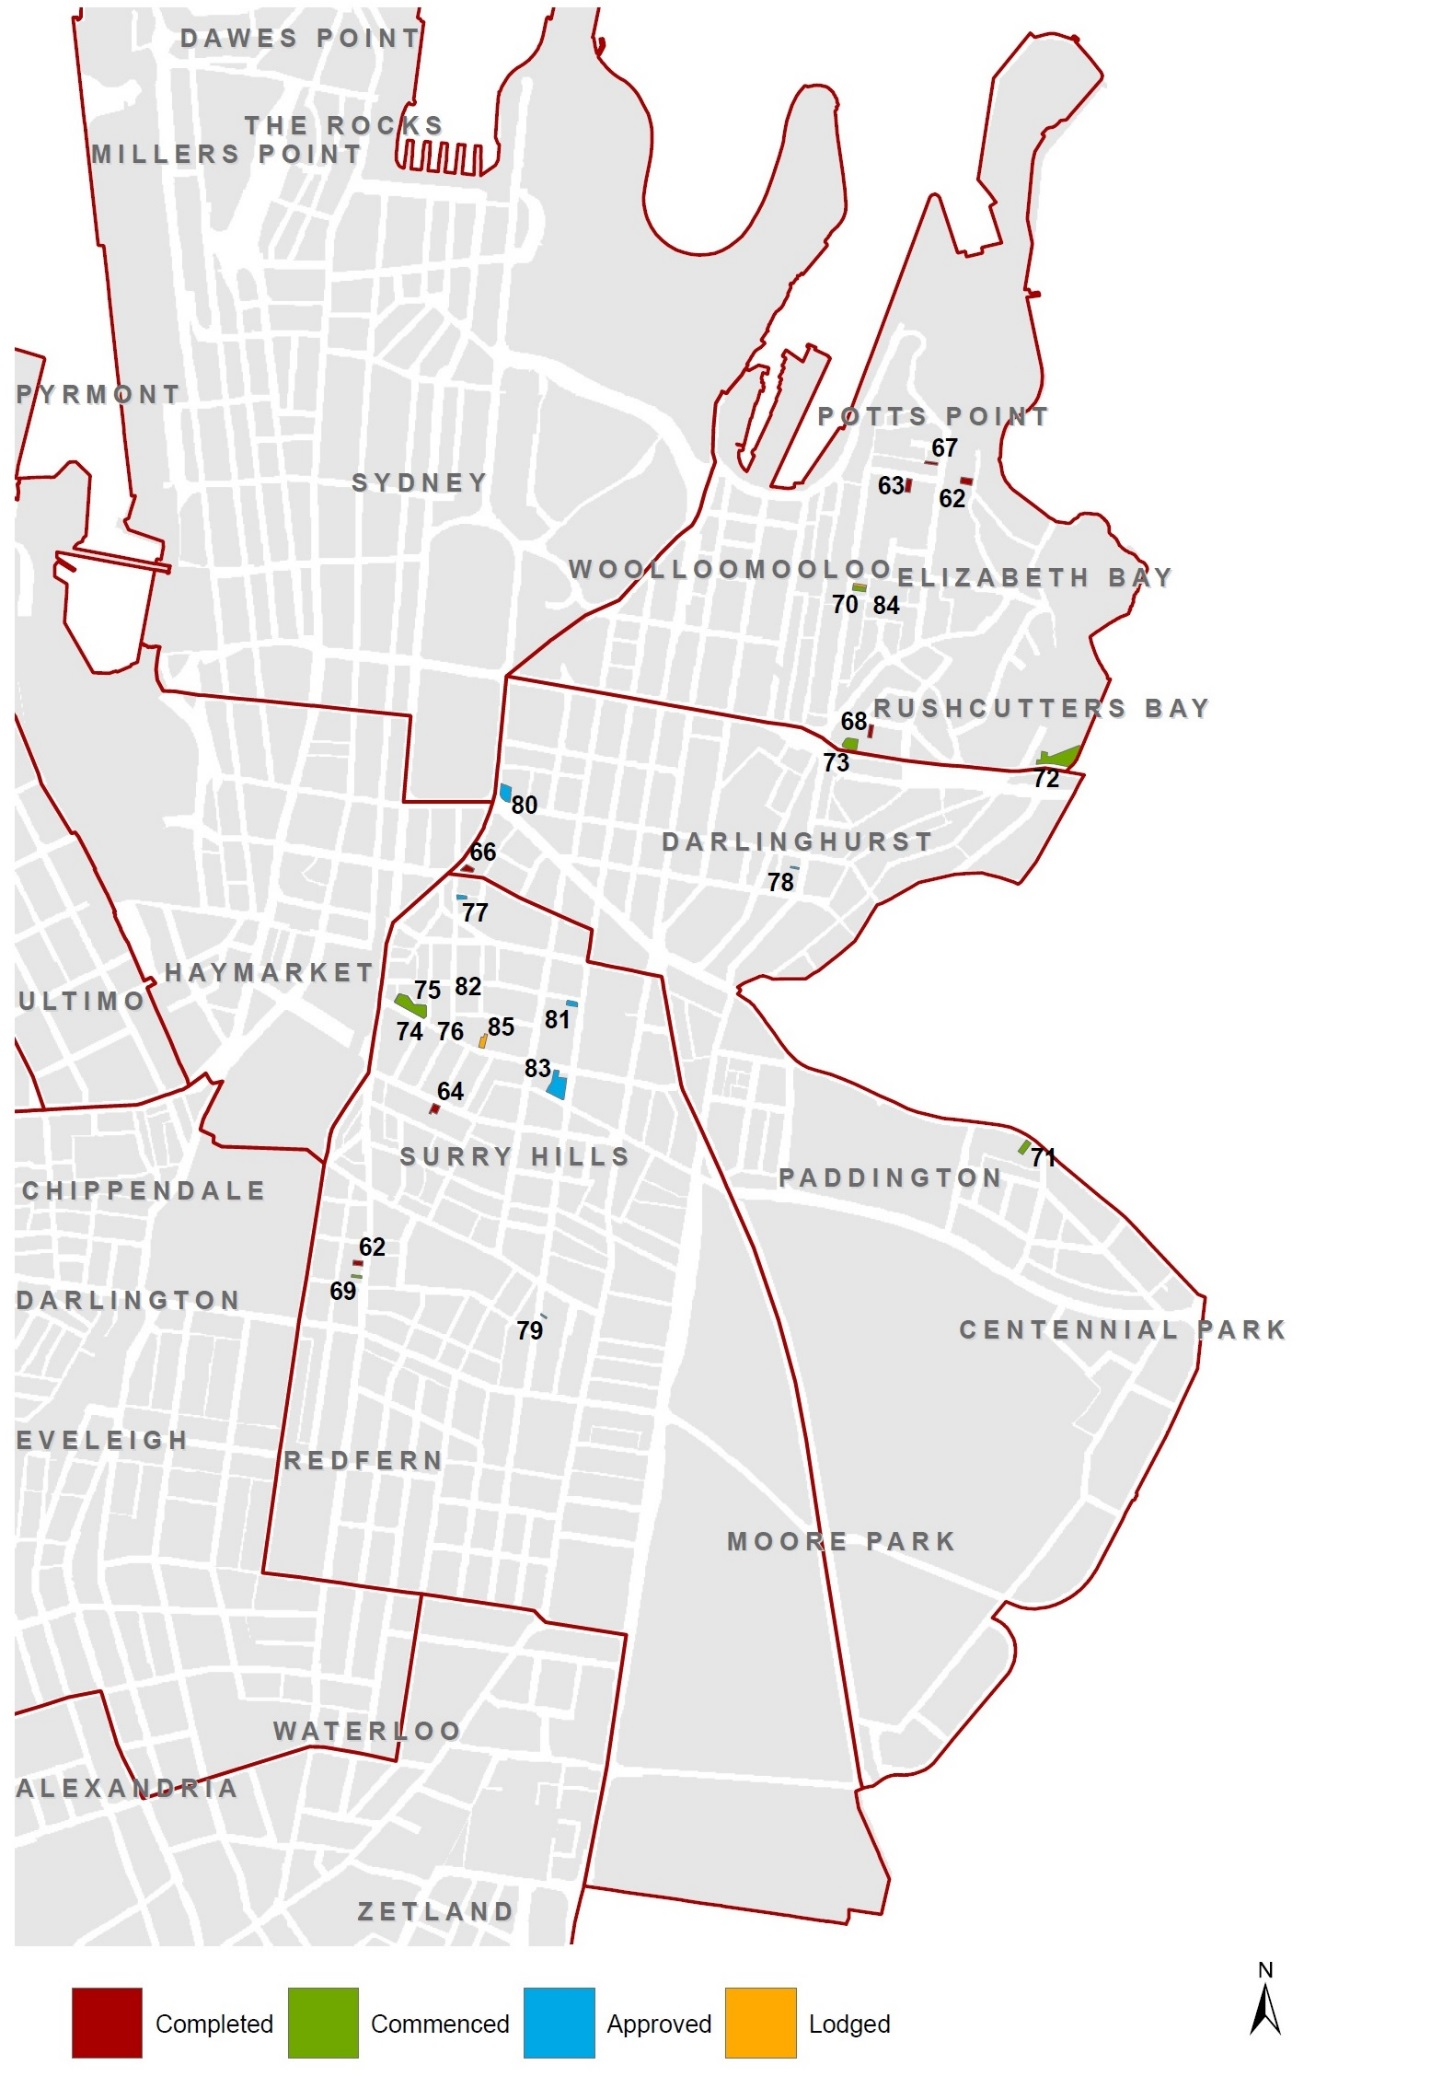 DAWES POINT
THE ROCKS
MILLERS POINT
PYRMONT
POTTS POINT
67
SYDNEY
63
62
WOOLLOOMOOLOO
ELIZABETH BAY
70 84
RUSHCUTTERS BAY
68
73
72
80
DARLINGHURST
66
78
77
HAYMARKET
75 82
ULTIMO
81
74 76 85
83
64
SURRY HILLS
71
PADDINGTON
CHIPPENDALE
62
69
DARLINGTON
79
CENTENNIAL PARK
EVELEIGH
REDFERN
MOORE PARK
WATERLOO
ALEXANDRIA
ZETLAND
N
Completed Commenced Approved Lodged